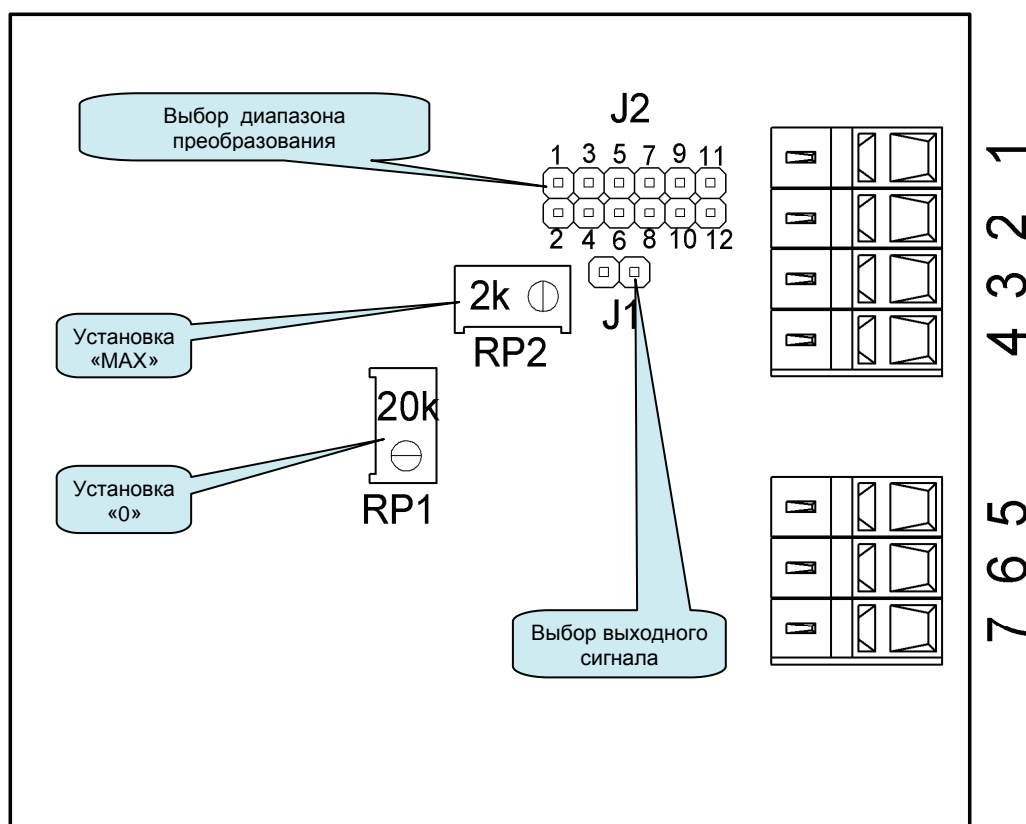 Выбор диапазона
преобразования
J2
1 3 5 7 9 11
2 4 6 8 10 12
J1
2k
RP2
Установка
«MAX»
20k
RP1
Установка
«0»
Выбор выходного
сигнала
1
2
3
4
5
6
7